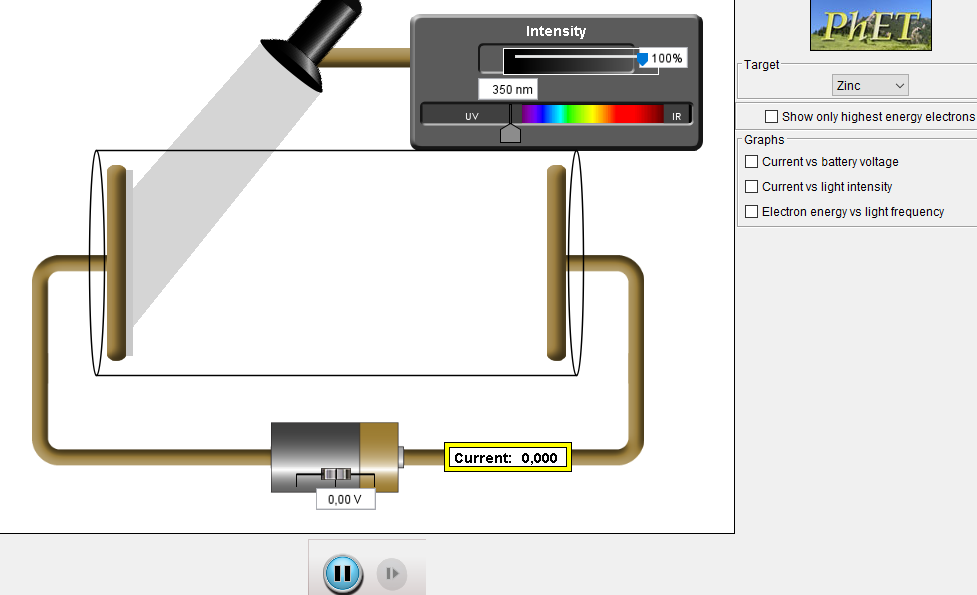 Intensity
100%
350 nm
UV
IR
PhET
Target
Zinc
Show only highest energy electrons
Graphs
Current vs battery voltage
Current vs light intensity
Electron energy vs light frequency
Current: 0,000
0,00 V